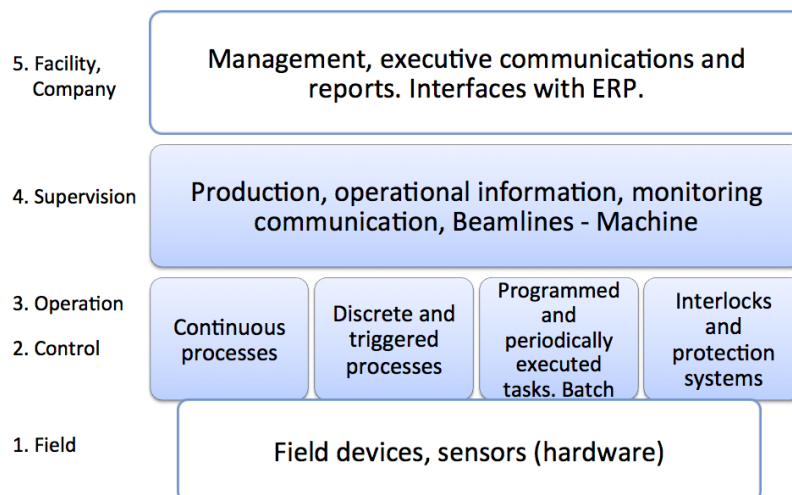 5. Facility,
Company
Management, executive communications and
reports. Interfaces with ERP.
4. Supervision
Production, operational information, monitoring
communication, Beamlines - Machine
3. Operation
2. Control
Continuous
processes
Discrete and
triggered
processes
Programmed
and
periodically
executed
tasks. Batch
Interlocks
and
protection
systems
1. Field
Field devices, sensors (hardware)